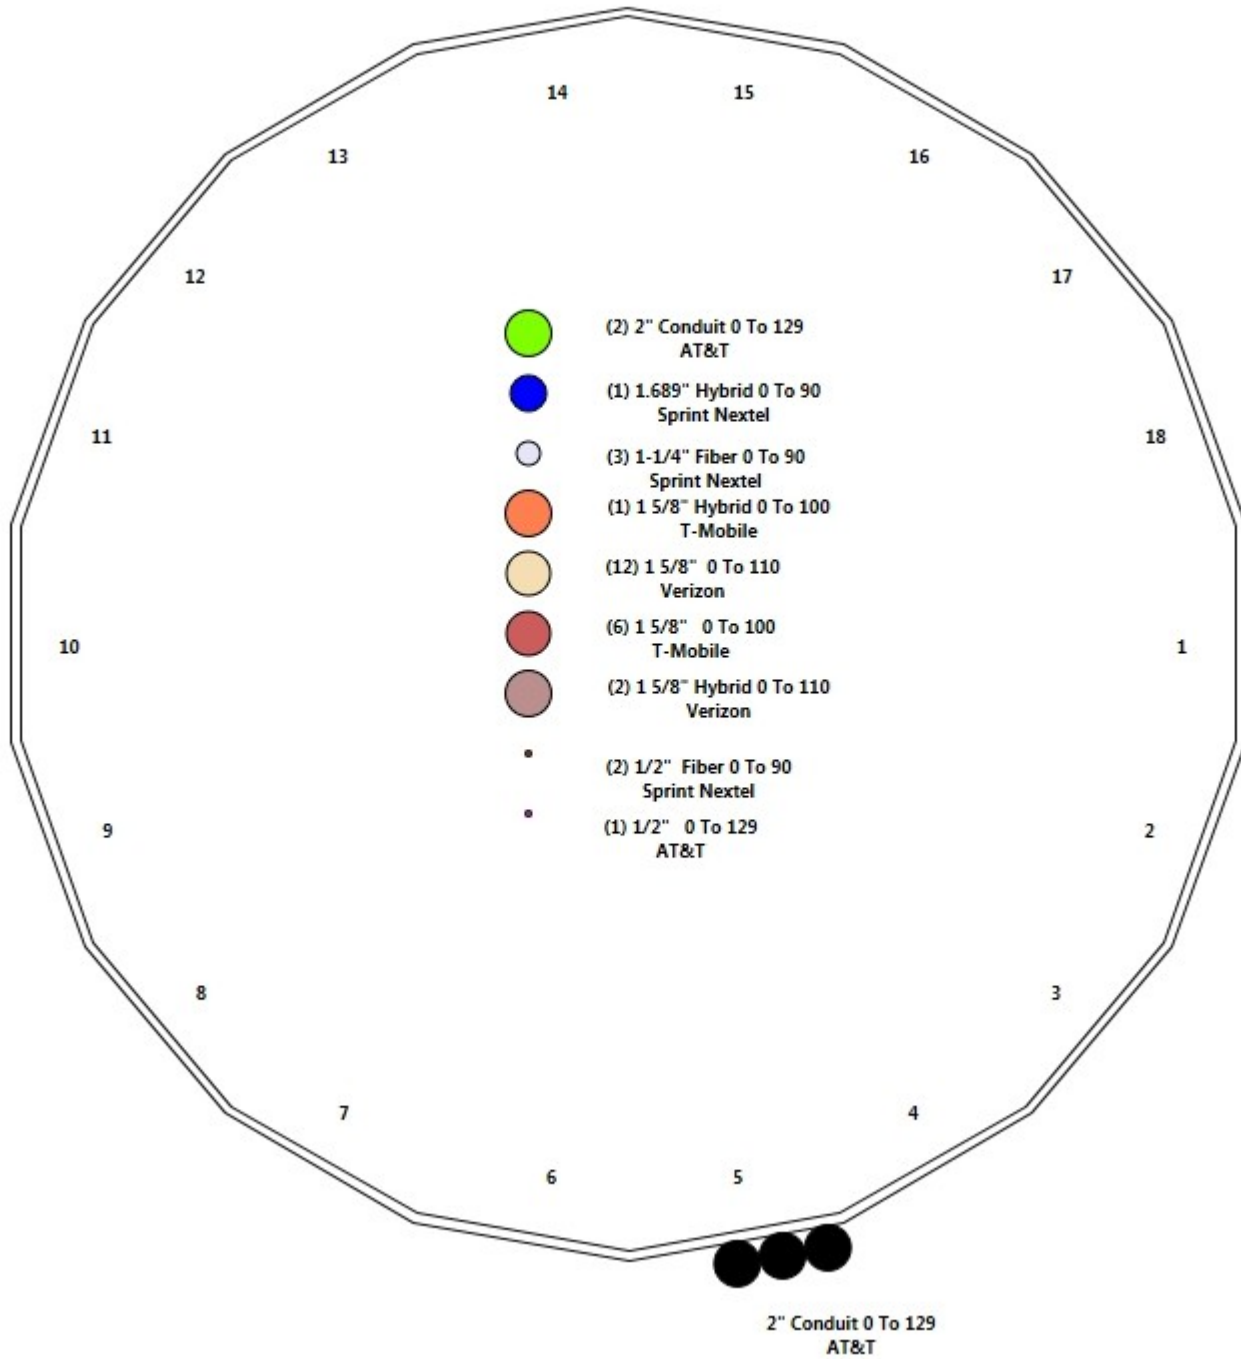 14
15
13
16
12
17
(2) 2" Conduit 0 To 129
AT&T
(1) 1.689" Hybrid 0 To 90
Sprint Nextel
11
18
(3) 1-1/4" Fiber 0 To 90
Sprint Nextel
(1) 1 5/8" Hybrid 0 To 100
T-Mobile
(12) 1 5/8"  0 To 110
Verizon
(6) 1 5/8"   0 To 100
T-Mobile
10
1
(2) 1 5/8" Hybrid 0 To 110
Verizon
(2) 1/2"  Fiber 0 To 90
Sprint Nextel
(1) 1/2"   0 To 129
AT&T
9
2
8
3
7
4
6
5
2" Conduit 0 To 129
AT&T